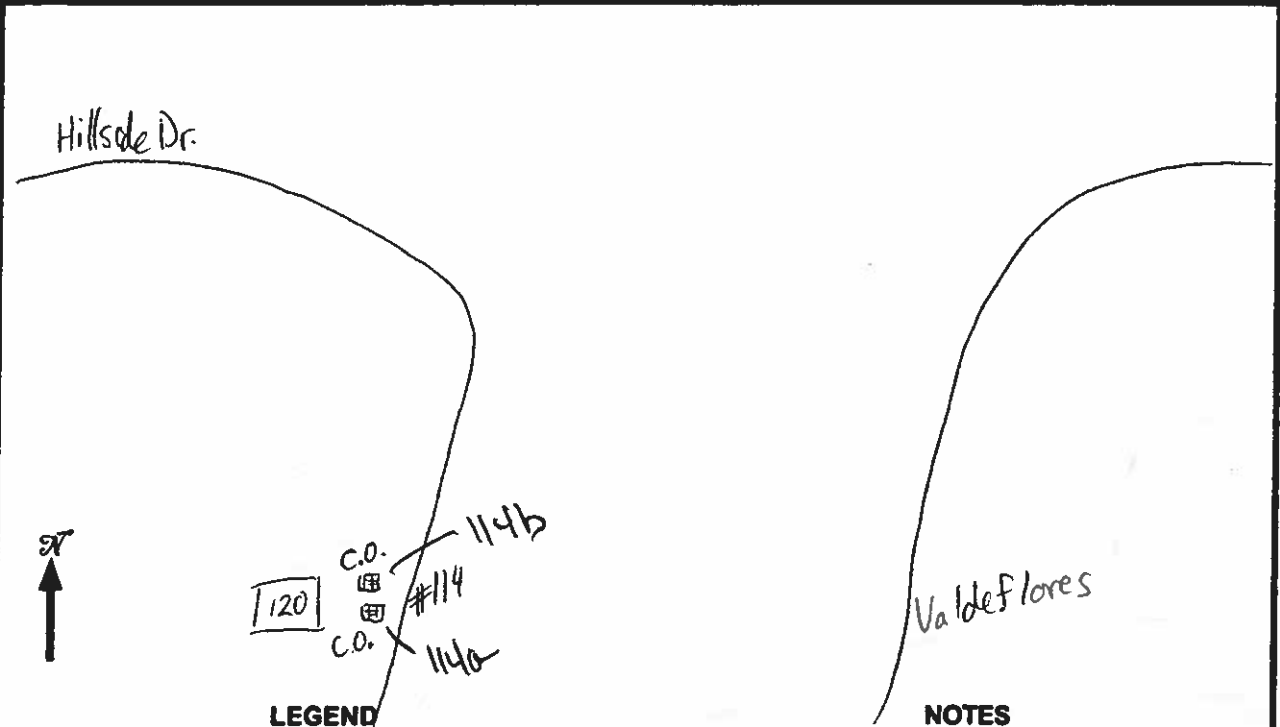 Hillside Dr.
N
C.O.
114b
120
#114
C.O.
114a
Valdeflores
LEGEND
NOTES